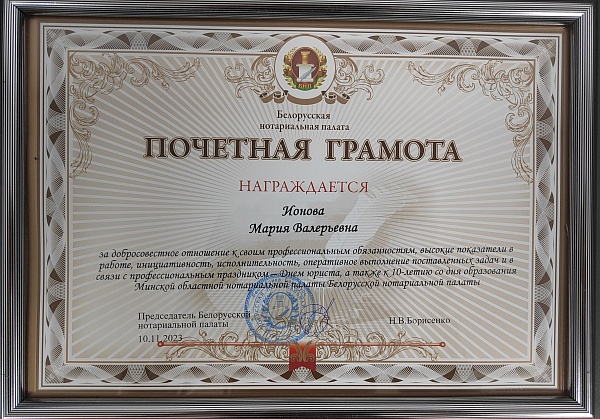 БНП
Белорусская
нотариальная палата
ПОЧЕТНАЯ ГРАМОТА
НАГРАЖДАЕТСЯ
Ионова
Мария Валерьевна
за добросовестное отношение к своим профессиональным обязанностям, высокие показатели в
работе, инициативность, исполнительность, оперативное выполнение поставленных задач и в
связи с профессиональным праздником – Днем юриста, а также к 10-летию со дня образования
Минской областной нотариальной палаты Белорусской нотариальной палаты
Председатель Белорусской
нотариальной палаты
Н.В.Борисенко
10.11.2023